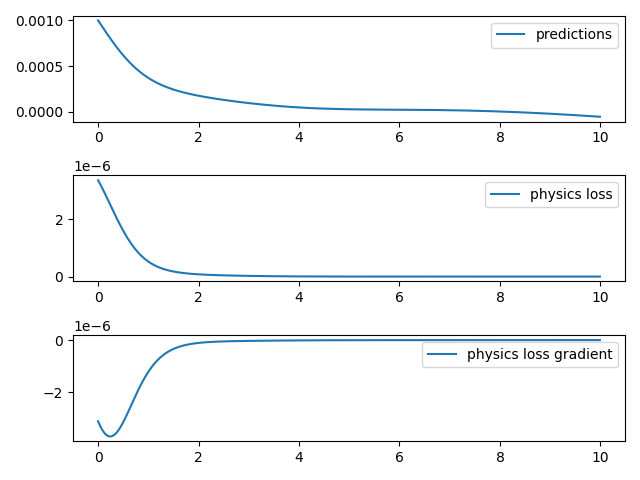 0.0010
0.0005
0.0000
predictions
0 2 4 6 8 10
1e−6
2
0
physics loss
0 2 4 6 8 10
1e−6
0
−2
physics loss gradient
0 2 4 6 8 10